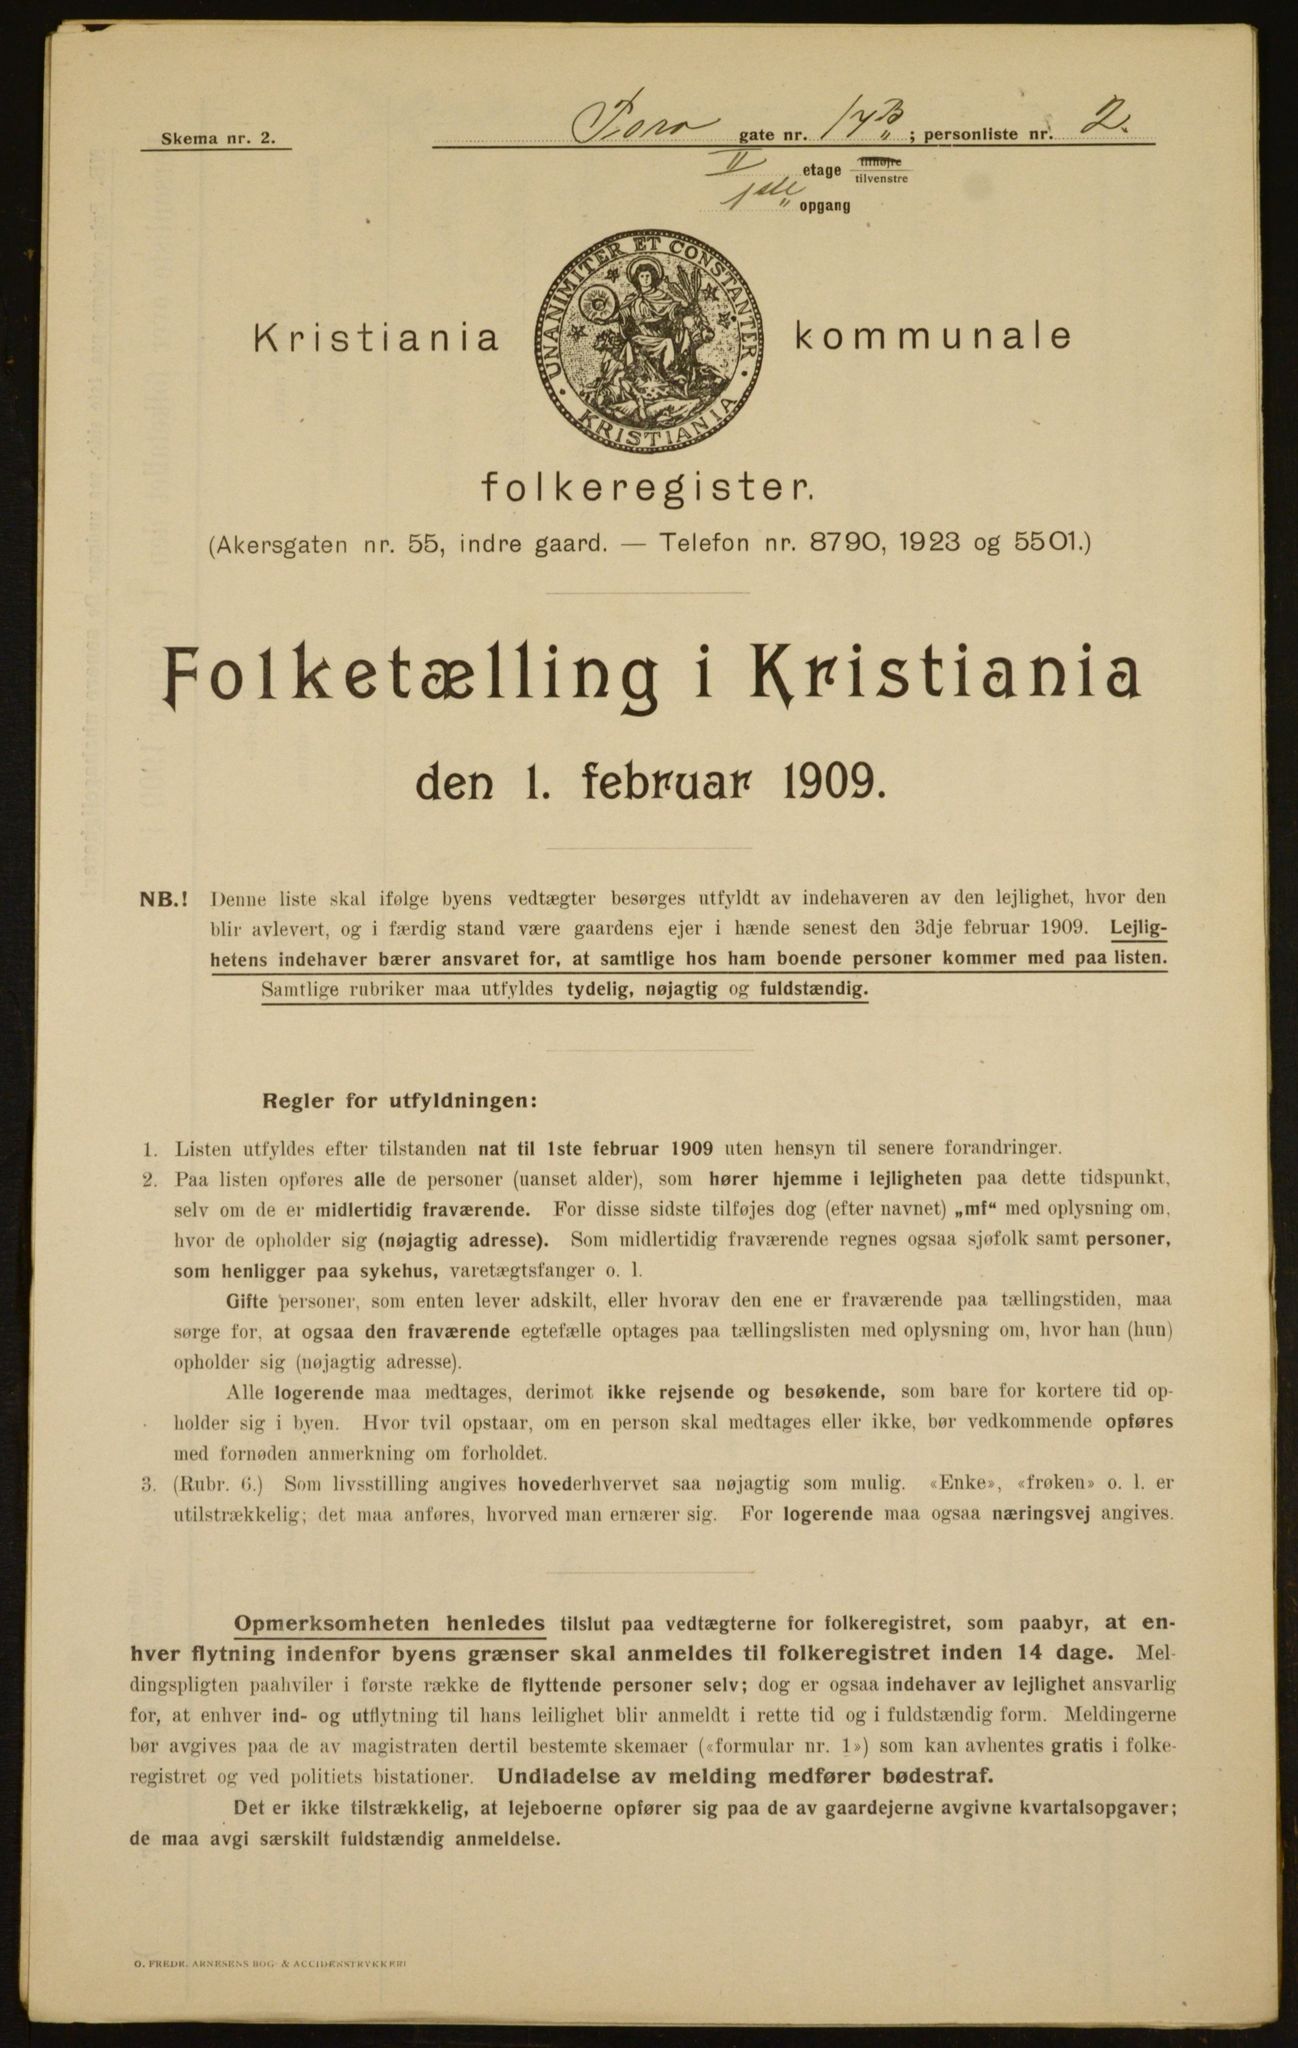 Skema nr. 2.
gate nr. 17B; personliste nr. 2.
II etage tilhøjre
tilvenstre
1ste opgang
UNANIMITER ET CONSTANTER
KRISTIANIA
Kristiania kommunale
folkeregister.
(Akersgaten nr. 55, indre gaard. — Telefon nr. 8790, 1923 og 5501.)
Folketælling i Kristiania
den 1. februar 1909.
NB.! Denne liste skal ifølge byens vedtægter besørges utfyldt av indehaveren av den lejlighet, hvor den
blir avlevert, og i færdig stand være gaardens ejer i hænde senest den 3dje februar 1909. Lejlig-
hetens indehaver bærer ansvaret for, at samtlige hos ham boende personer kommer med paa listen.
Samtlige rubriker maa utfyldes tydelig, nøjagtig og fuldstændig.
Regler for utfyldningen:
1. Listen utfyldes efter tilstanden nat til 1ste februar 1909 uten hensyn til senere forandringer.
2. Paa listen opføres alle de personer (uanset alder), som hører hjemme i lejligheten paa dette tidspunkt,
selv om de er midlertidig fraværende. For disse sidste tilføjes dog (efter navnet) „mf“ med oplysning om,
hvor de opholder sig (nøjagtig adresse). Som midlertidig fraværende regnes ogsaa sjøfolk samt personer,
som henligger paa sykehus, varetægtsfanger o. l.
Gifte personer, som enten lever adskilt, eller hvorav den ene er fraværende paa tællingstiden, maa
sørge for, at ogsaa den fraværende egtefælle optages paa tællingslisten med oplysning om, hvor han (hun)
opholder sig (nøjagtig adresse).
Alle logerende maa medtages, derimot ikke rejsende og besøkende, som bare for kortere tid op-
holder sig i byen. Hvor tvil opstaar, om en person skal medtages eller ikke, bør vedkommende opføres
med fornøden anmerkning om forholdet.
3. (Rubr. 6.) Som livsstilling angives hovederhvervet saa nøjagtig som mulig. «Enke», «frøken» o. l. er
utilstrækkelig; det maa anføres, hvorved man ernærer sig. For logerende maa ogsaa næringsvej angives.
Opmerksomheten henledes tilslut paa vedtægterne for folkeregistret, som paabyr, at en-
hver flytning indenfor byens grænser skal anmeldes til folkeregistret inden 14 dage. Mel-
dingspligten paahviler i første række de flyttende personer selv; dog er ogsaa indehaver av lejlighet ansvarlig
for, at enhver ind- og utflytning til hans leilighet blir anmeldt i rette tid og i fuldstændig form. Meldingerne
bør avgives paa de av magistraten dertil bestemte skemaer («formular nr. 1») som kan avhentes gratis i folke-
registret og ved politiets bistationer. Undladelse av melding medfører bødestraf.
Det er ikke tilstrækkelig, at lejeboerne opfører sig paa de av gaardejerne avgivne kvartalsopgaver;
de maa avgi særskilt fuldstændig anmeldelse.
O. FREDR. ARNESENS BOG- & ACCIDENSTRYKKERI